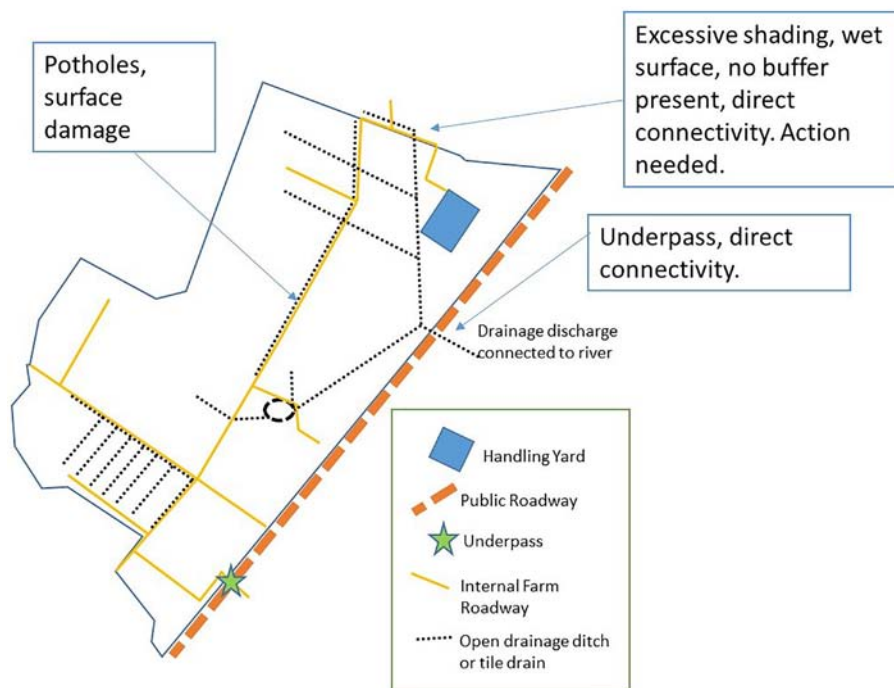 Potholes,
surface
damage
Excessive shading, wet
surface, no buffer
present, direct
connectivity. Action
needed.
Underpass, direct
connectivity.
Drainage discharge
connected to river
Handling Yard
Public Roadway
Underpass
Internal Farm
Roadway
Open drainage ditch
or tile drain